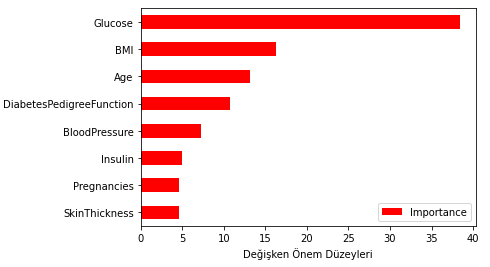 Glucose
BMI
Age
DiabetesPedigreeFunction
BloodPressure
Insulin
Pregnancies
SkinThickness
Importance
0 5 10 15 20 25 30 35 40
Değişken Önem Düzeyleri